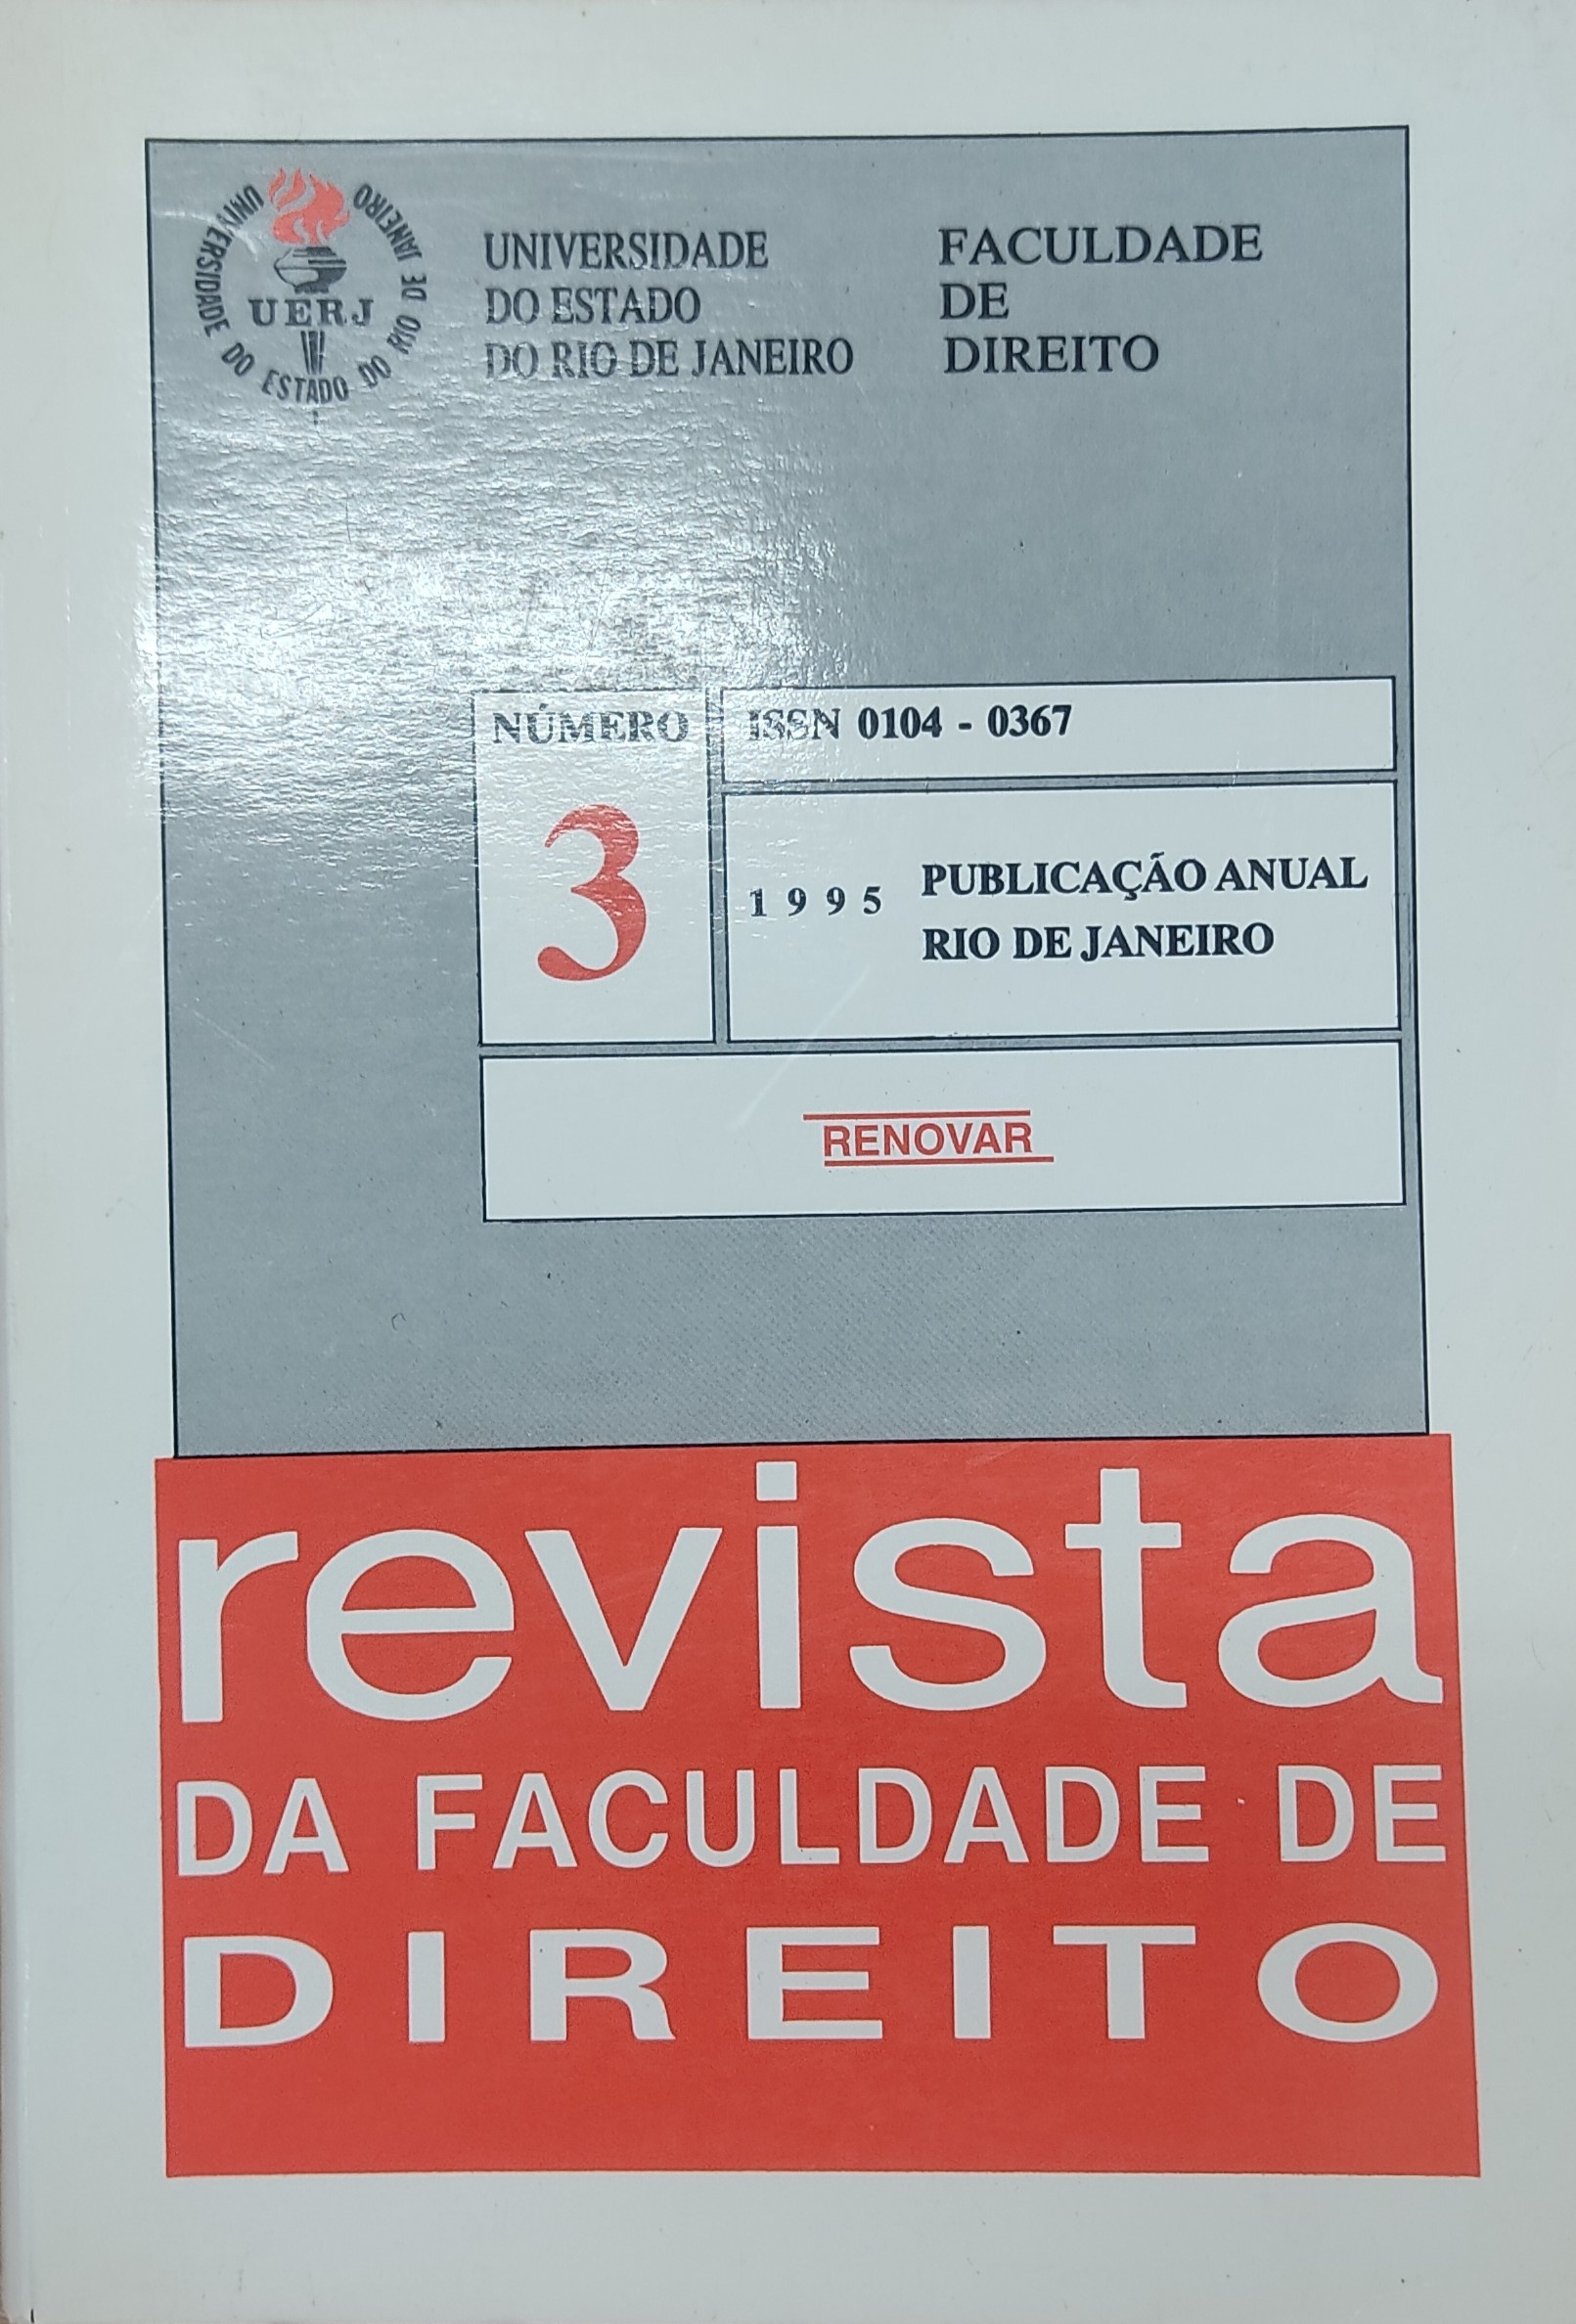 UNIVERSIDADE DO ESTADO DO RIO DE JANEIRO
UERJ
UNIVERSIDADE
DO ESTADO
DO RIO DE JANEIRO
FACULDADE
DE
DIREITO
NÚMERO
3
ISSN 0104 - 0367
1995
PUBLICAÇÃO ANUAL
RIO DE JANEIRO
RENOVAR
revista
DA FACULDADE DE
DIREITO